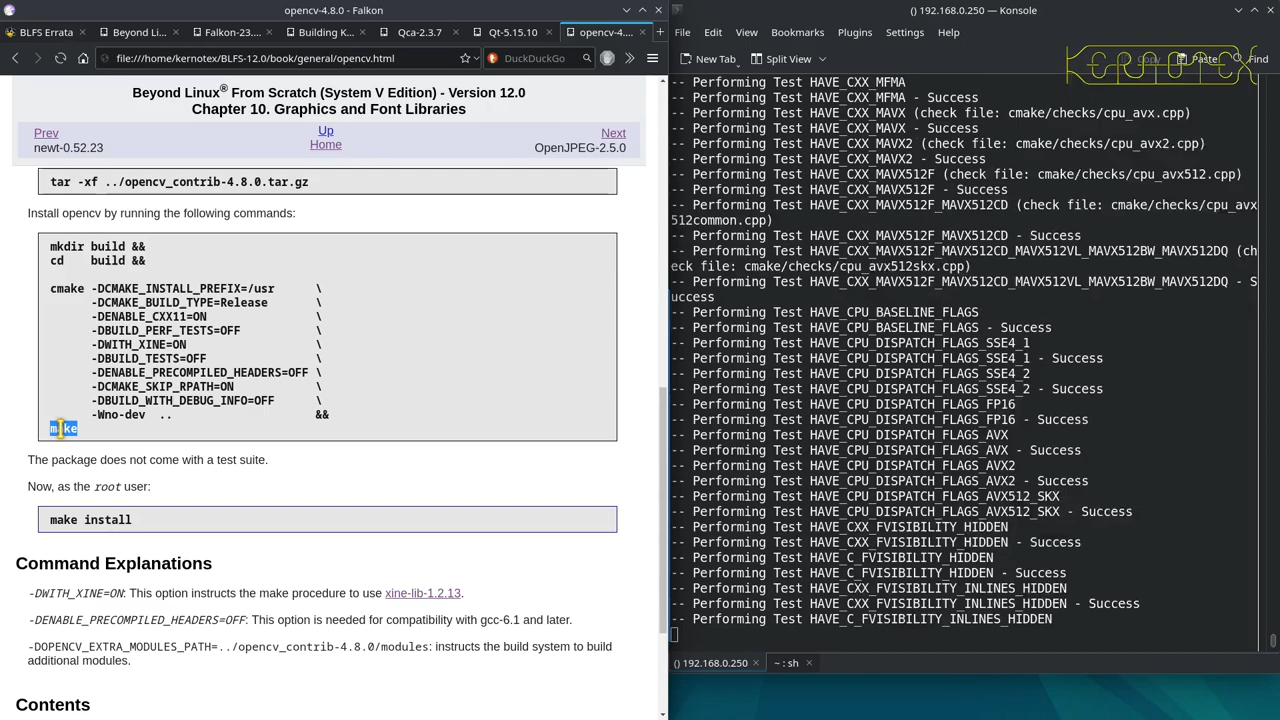 opencv-4.8.0 - Falkon
BLFS Errata
Beyond Li...
Falkon-23....
Building K...
Qca-2.3.7
Qt-5.15.10
opencv-4....
file:///home/kernotex/BLFS-12.0/book/general/opencv.html
DuckDuckGo
Beyond Linux® From Scratch (System V Edition) - Version 12.0
Chapter 10. Graphics and Font Libraries
Prev
Up
Next
newt-0.52.23
Home
OpenJPEG-2.5.0
tar -xf ../opencv_contrib-4.8.0.tar.gz
Install opencv by running the following commands:
mkdir build &&
cd    build &&
cmake -DCMAKE_INSTALL_PREFIX=/usr      \
-DCMAKE_BUILD_TYPE=Release       \
-DENABLE_CXX11=ON                \
-DBUILD_PERF_TESTS=OFF           \
-DWITH_XINE=ON                   \
-DBUILD_TESTS=OFF                \
-DENABLE_PRECOMPILED_HEADERS=OFF \
-DCMAKE_SKIP_RPATH=ON            \
-DBUILD_WITH_DEBUG_INFO=OFF      \
-Wno-dev  ..                     &&
make
The package does not come with a test suite.
Now, as the root user:
make install
Command Explanations
-DWITH_XINE=ON: This option instructs the make procedure to use xine-lib-1.2.13.
-DENABLE_PRECOMPILED_HEADERS=OFF: This option is needed for compatibility with gcc-6.1 and later.
-DOPENCV_EXTRA_MODULES_PATH=../opencv_contrib-4.8.0/modules: instructs the build system to build
additional modules.
Contents
() 192.168.0.250 — Konsole
File Edit View Bookmarks Plugins Settings Help
New Tab
Split View
Copy
Paste
Find
KERNOTEX
-- Performing Test HAVE_CXX_MFMA
-- Performing Test HAVE_CXX_MFMA - Success
-- Performing Test HAVE_CXX_MAVX (check file: cmake/checks/cpu_avx.cpp)
-- Performing Test HAVE_CXX_MAVX - Success
-- Performing Test HAVE_CXX_MAVX2 (check file: cmake/checks/cpu_avx2.cpp)
-- Performing Test HAVE_CXX_MAVX2 - Success
-- Performing Test HAVE_CXX_MAVX512F (check file: cmake/checks/cpu_avx512.cpp)
-- Performing Test HAVE_CXX_MAVX512F - Success
-- Performing Test HAVE_CXX_MAVX512F_MAVX512CD (check file: cmake/checks/cpu_avx
512common.cpp)
-- Performing Test HAVE_CXX_MAVX512F_MAVX512CD - Success
-- Performing Test HAVE_CXX_MAVX512F_MAVX512CD_MAVX512VL_MAVX512BW_MAVX512DQ (ch
eck file: cmake/checks/cpu_avx512skx.cpp)
-- Performing Test HAVE_CXX_MAVX512F_MAVX512CD_MAVX512VL_MAVX512BW_MAVX512DQ - S
uccess
-- Performing Test HAVE_CPU_BASELINE_FLAGS
-- Performing Test HAVE_CPU_BASELINE_FLAGS - Success
-- Performing Test HAVE_CPU_DISPATCH_FLAGS_SSE4_1
-- Performing Test HAVE_CPU_DISPATCH_FLAGS_SSE4_1 - Success
-- Performing Test HAVE_CPU_DISPATCH_FLAGS_SSE4_2
-- Performing Test HAVE_CPU_DISPATCH_FLAGS_SSE4_2 - Success
-- Performing Test HAVE_CPU_DISPATCH_FLAGS_FP16
-- Performing Test HAVE_CPU_DISPATCH_FLAGS_FP16 - Success
-- Performing Test HAVE_CPU_DISPATCH_FLAGS_AVX
-- Performing Test HAVE_CPU_DISPATCH_FLAGS_AVX - Success
-- Performing Test HAVE_CPU_DISPATCH_FLAGS_AVX2
-- Performing Test HAVE_CPU_DISPATCH_FLAGS_AVX2 - Success
-- Performing Test HAVE_CPU_DISPATCH_FLAGS_AVX512_SKX
-- Performing Test HAVE_CPU_DISPATCH_FLAGS_AVX512_SKX - Success
-- Performing Test HAVE_CXX_FVISIBILITY_HIDDEN
-- Performing Test HAVE_CXX_FVISIBILITY_HIDDEN - Success
-- Performing Test HAVE_C_FVISIBILITY_HIDDEN
-- Performing Test HAVE_C_FVISIBILITY_HIDDEN - Success
-- Performing Test HAVE_CXX_FVISIBILITY_INLINES_HIDDEN
-- Performing Test HAVE_CXX_FVISIBILITY_INLINES_HIDDEN - Success
-- Performing Test HAVE_C_FVISIBILITY_INLINES_HIDDEN
() 192.168.0.250
~ : sh